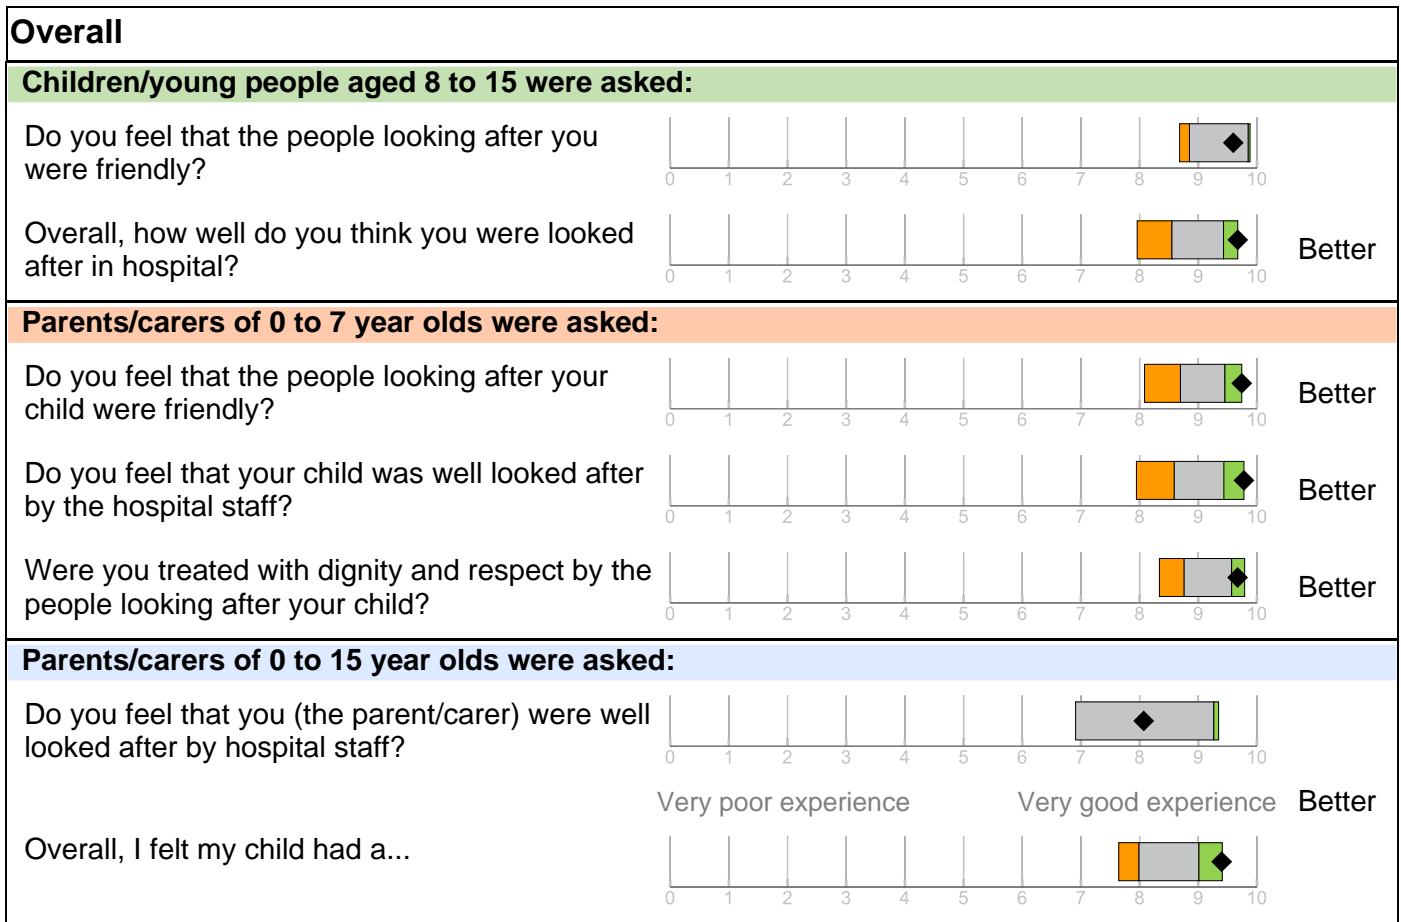 Overall
Children/young people aged 8 to 15 were asked:
Do you feel that the people looking after you
were friendly?
0 1 2 3 4 5 6 7 8 9 10
Overall, how well do you think you were looked
after in hospital?
Better
0 1 2 3 4 5 6 7 8 9 10
Parents/carers of 0 to 7 year olds were asked:
Do you feel that the people looking after your
child were friendly?
Better
0 1 2 3 4 5 6 7 8 9 10
Do you feel that your child was well looked after
by the hospital staff?
Better
0 1 2 3 4 5 6 7 8 9 10
Were you treated with dignity and respect by the
people looking after your child?
Better
0 1 2 3 4 5 6 7 8 9 10
Parents/carers of 0 to 15 year olds were asked:
Do you feel that you (the parent/carer) were well
looked after by hospital staff?
0 1 2 3 4 5 6 7 8 9 10
Very poor experience Very good experience Better
Overall, I felt my child had a...
0 1 2 3 4 5 6 7 8 9 10